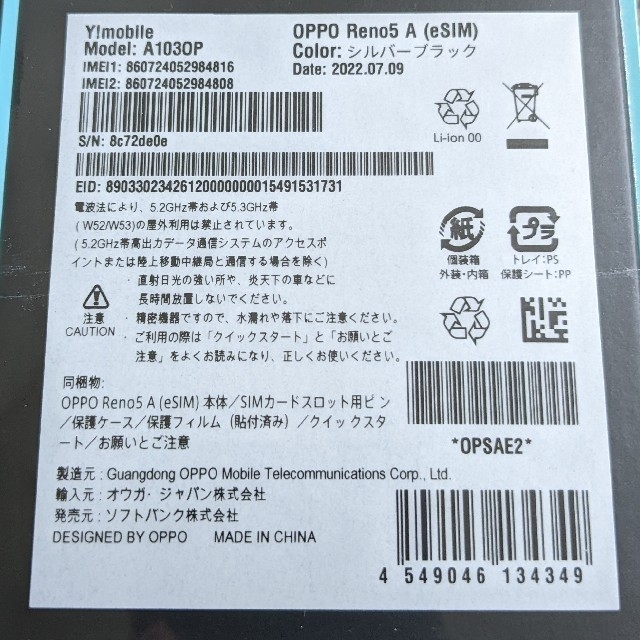 Y!mobile
Model: A103OP
IMEI1: 860724052984816
IMEI2: 860724052984808
OPPO Reno5 A (eSIM)
Color: シルバーブラック
Date: 2022.07.09
Li-ion 00
S/N: 8c72de0e
EID: 89033023426120000000015491531731
電波法により、5.2GHz帯および5.3GHz帯
(W52/W53)の屋外利用は禁止されています。
(5.2GHz帯高出力データ通信システムのアクセスポ
イントまたは陸上移動中継局と通信する場合を除く)
注意
CAUTION
・直射日光の強い所や、炎天下の車などに
長時間放置しないでください。
・精密機器ですので、水濡れや落下にご注意ください。
・ご利用の際は「クイックスタート」と「お願いとご
注意」をよくお読みになり、正しくお使いください。
紙
個装箱
外装・内箱
プラ
トレイ:PS
保護シート:PP
同梱物:
OPPO Reno5 A (eSIM) 本体/SIMカードスロット用ピン
/保護ケース/保護フィルム(貼付済み)/クイックスタ
ート/お願いとご注意
*OPSAE2*
製造元:Guangdong OPPO Mobile Telecommunications Corp., Ltd.
輸入元:オウガ・ジャパン株式会社
発売元:ソフトバンク株式会社
DESIGNED BY OPPO MADE IN CHINA
4 549046 134349